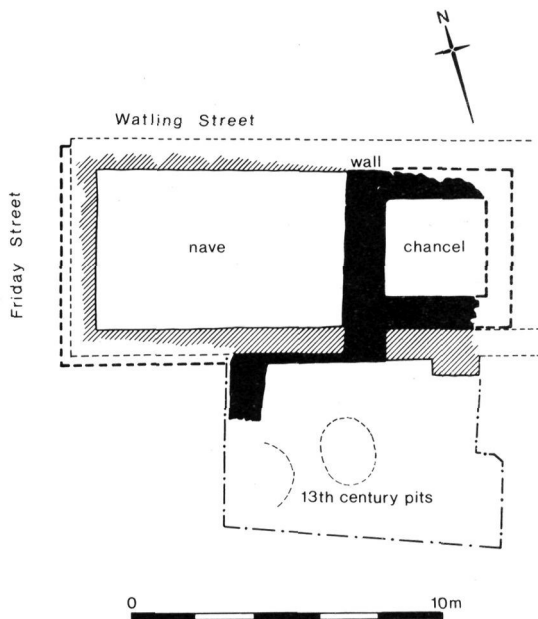 N
Watling Street
Friday Street
wall
nave
chancel
13th century pits
0 10m